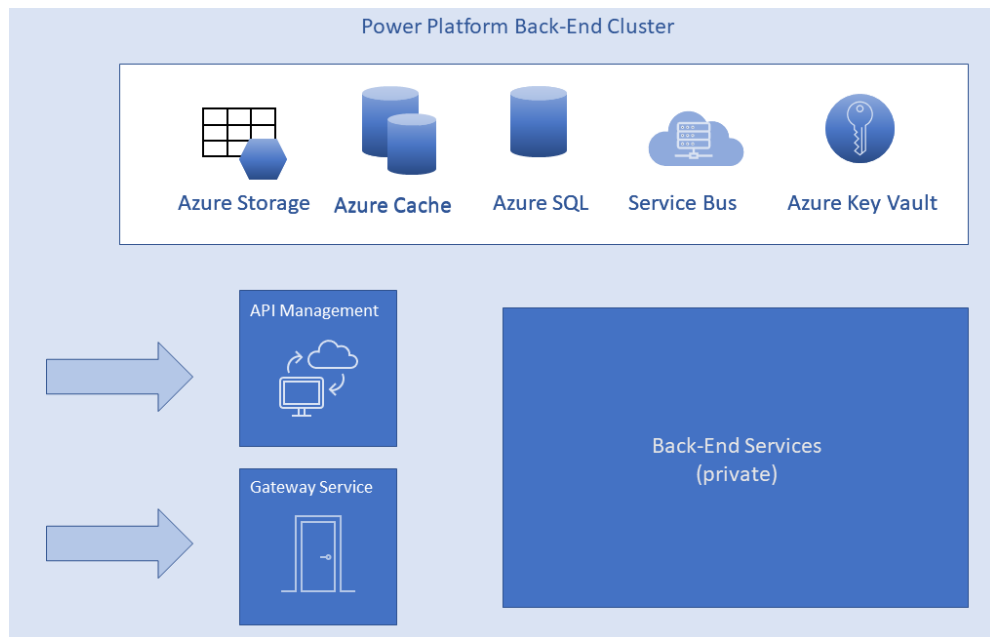 Power Platform Back-End Cluster
Azure Storage
Azure Cache
Azure SQL
Service Bus
Azure Key Vault
API Management
Gateway Service
Back-End Services
(private)